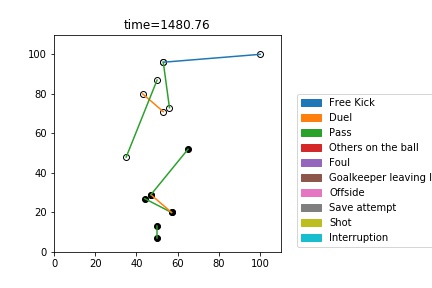 time=1480.76
100
80
60
40
20
0
0 20 40 60 80 100
Free Kick
Duel
Pass
Others on the ball
Foul
Goalkeeper leaving l
Offside
Save attempt
Shot
Interruption